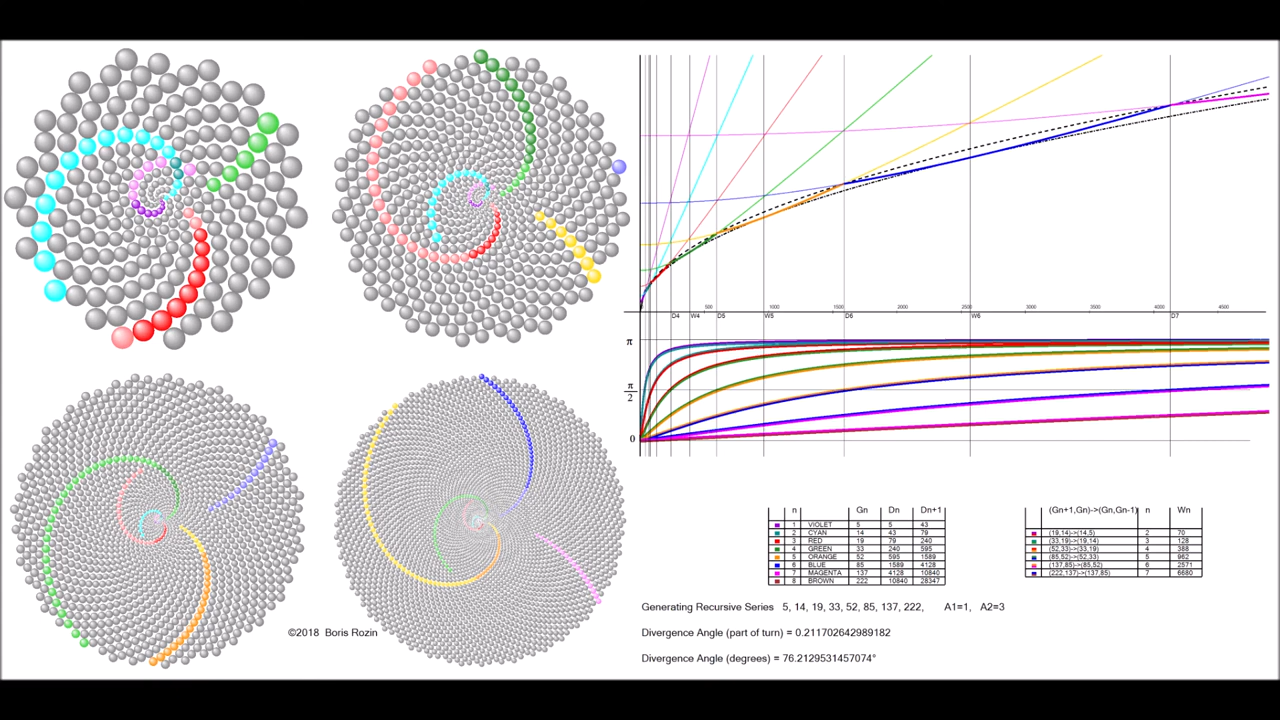 500 1000 1500 2000 2500 3000 3500 4000 4500
D4 W4 D5 W5 D6 W6 D7
π
π
2
0
n Gn Dn Dn+1
1 VIOLET 5 5 43
2 CYAN 14 43 79
3 RED 19 79 240
4 GREEN 33 240 595
5 ORANGE 52 595 1589
6 BLUE 85 1589 4128
7 MAGENTA 137 4128 10840
8 BROWN 222 10840 28347
(Gn+1,Gn)->(Gn,Gn-1) n Wn
(19,14)->(14,5) 2 70
(33,19)->(19,14) 3 128
(52,33)->(33,19) 4 388
(85,52)->(52,33) 5 962
(137,85)->(85,52) 6 2571
(222,137)->(137,85) 7 6680
Generating Recursive Series 5, 14, 19, 33, 52, 85, 137, 222, A1=1, A2=3
©2018 Boris Rozin
Divergence Angle (part of turn) = 0.211702642989182
Divergence Angle (degrees) = 76.2129531457074°